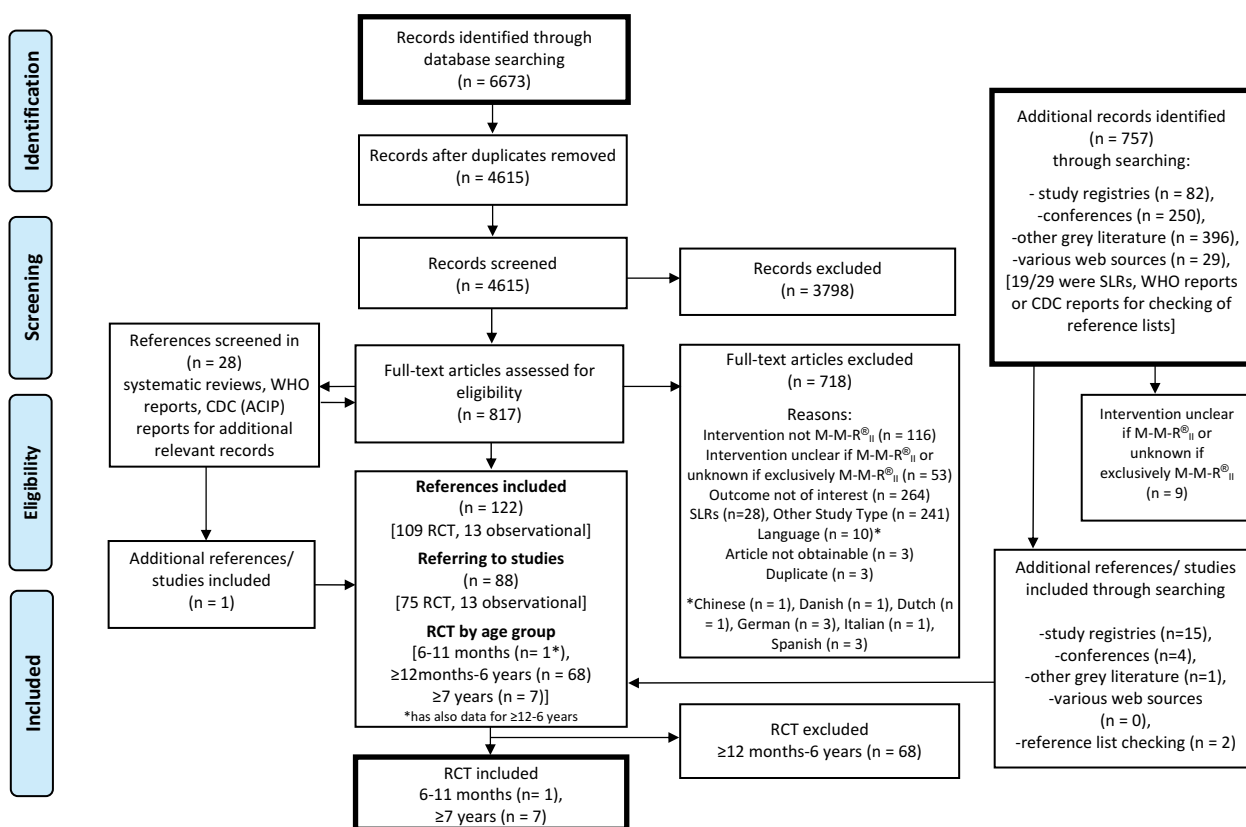 Identification
Screening
Eligibility
Included
Records identified through
database searching
(n = 6673)
Records after duplicates removed
(n = 4615)
Records screened
(n = 4615)
Records excluded
(n = 3798)
References screened in
(n = 28)
systematic reviews, WHO
reports, CDC (ACIP)
reports for additional
relevant records
Full-text articles assessed for
eligibility
(n = 817)
Full-text articles excluded
(n = 718)
Reasons:
Intervention not M-M-R®II (n = 116)
Intervention unclear if M-M-R®II or
unknown if exclusively M-M-R®II (n = 53)
Outcome not of interest (n = 264)
SLRs (n=28), Other Study Type (n = 241)
Language (n = 10)*
Article not obtainable (n = 3)
Duplicate (n = 3)
*Chinese (n = 1), Danish (n = 1), Dutch (n
= 1), German (n = 3), Italian (n = 1),
Spanish (n = 3)
Additional records identified
(n = 757)
through searching:
- study registries (n = 82),
-conferences (n = 250),
-other grey literature (n = 396),
-various web sources (n = 29),
[19/29 were SLRs, WHO reports
or CDC reports for checking of
reference lists]
Intervention unclear
if M-M-R®II or
unknown if
exclusively M-M-R®II
(n = 9)
Additional references/
studies included
(n = 1)
References included
(n = 122)
[109 RCT, 13 observational]
Referring to studies
(n = 88)
[75 RCT, 13 observational]
RCT by age group
[6-11 months (n= 1*),
≥12months-6 years (n = 68)
≥7 years (n = 7)]
*has also data for ≥12-6 years
Additional references/ studies
included through searching
-study registries (n=15),
-conferences (n=4),
-other grey literature (n=1),
-various web sources
(n = 0),
-reference list checking (n = 2)
RCT excluded
≥12 months-6 years (n = 68)
RCT included
6-11 months (n= 1),
≥7 years (n = 7)